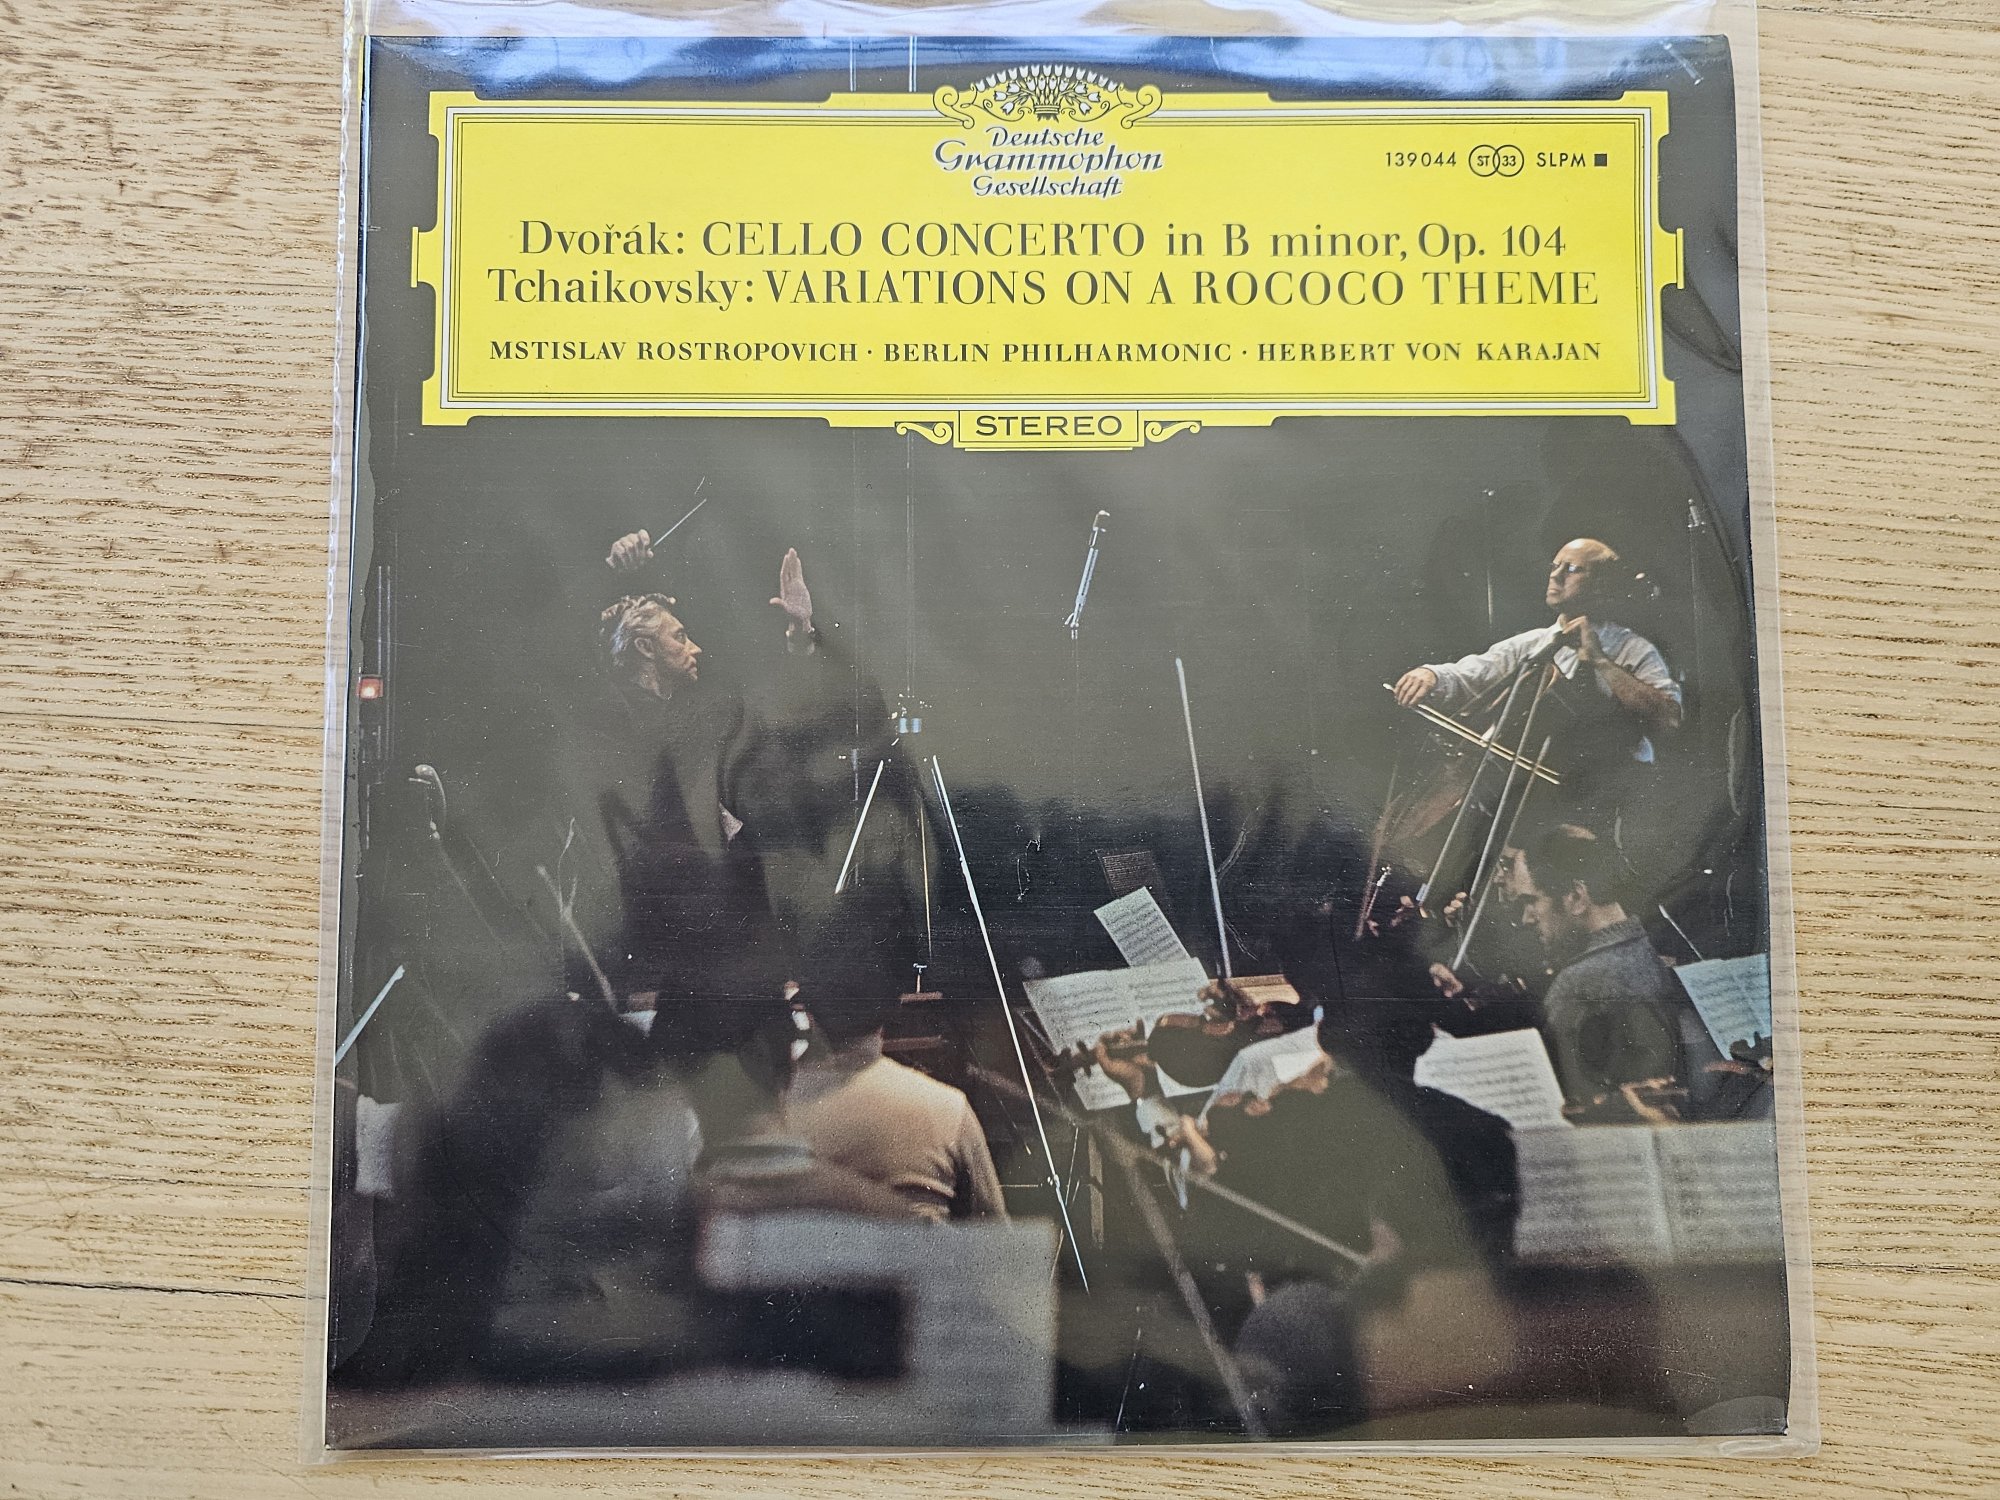 Deutsche
Grammophon
Gesellschaft
139044 ST 33 SLPM ■
Dvořák: CELLO CONCERTO in B minor, Op. 104
Tchaikovsky: VARIATIONS ON A ROCOCO THEME
MSTISLAV ROSTROPOVICH · BERLIN PHILHARMONIC · HERBERT VON KARAJAN
STEREO